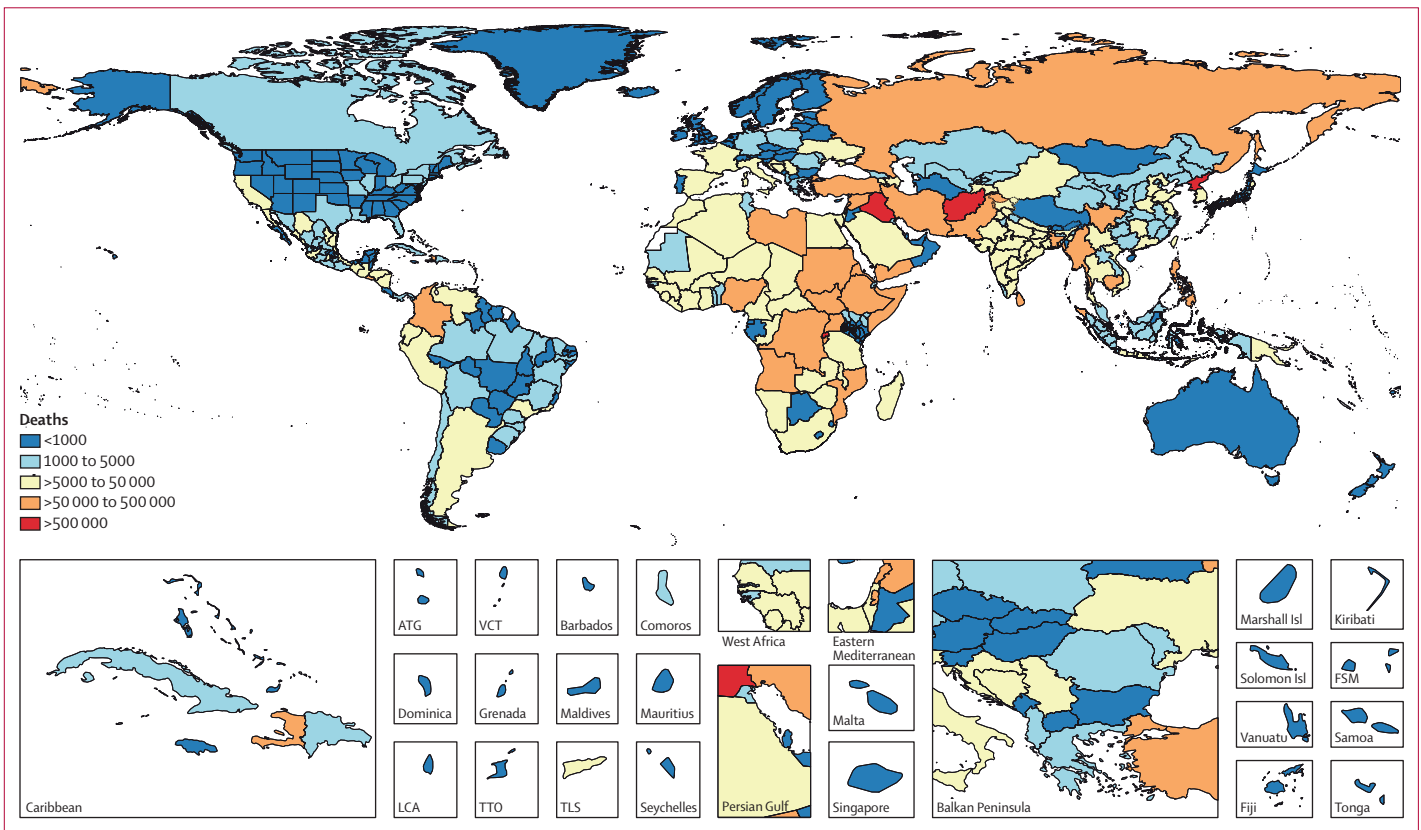 Deaths
<1000
1000 to 5000
>5000 to 50 000
>50 000 to 500 000
>500 000
Caribbean
ATG
VCT
Barbados
Comoros
Dominica
Grenada
Maldives
Mauritius
LCA
TTO
TLS
Seychelles
West Africa
Eastern
Mediterranean
Persian Gulf
Malta
Singapore
Balkan Peninsula
Marshall Isl
Kiribati
Solomon Isl
FSM
Vanuatu
Samoa
Fiji
Tonga